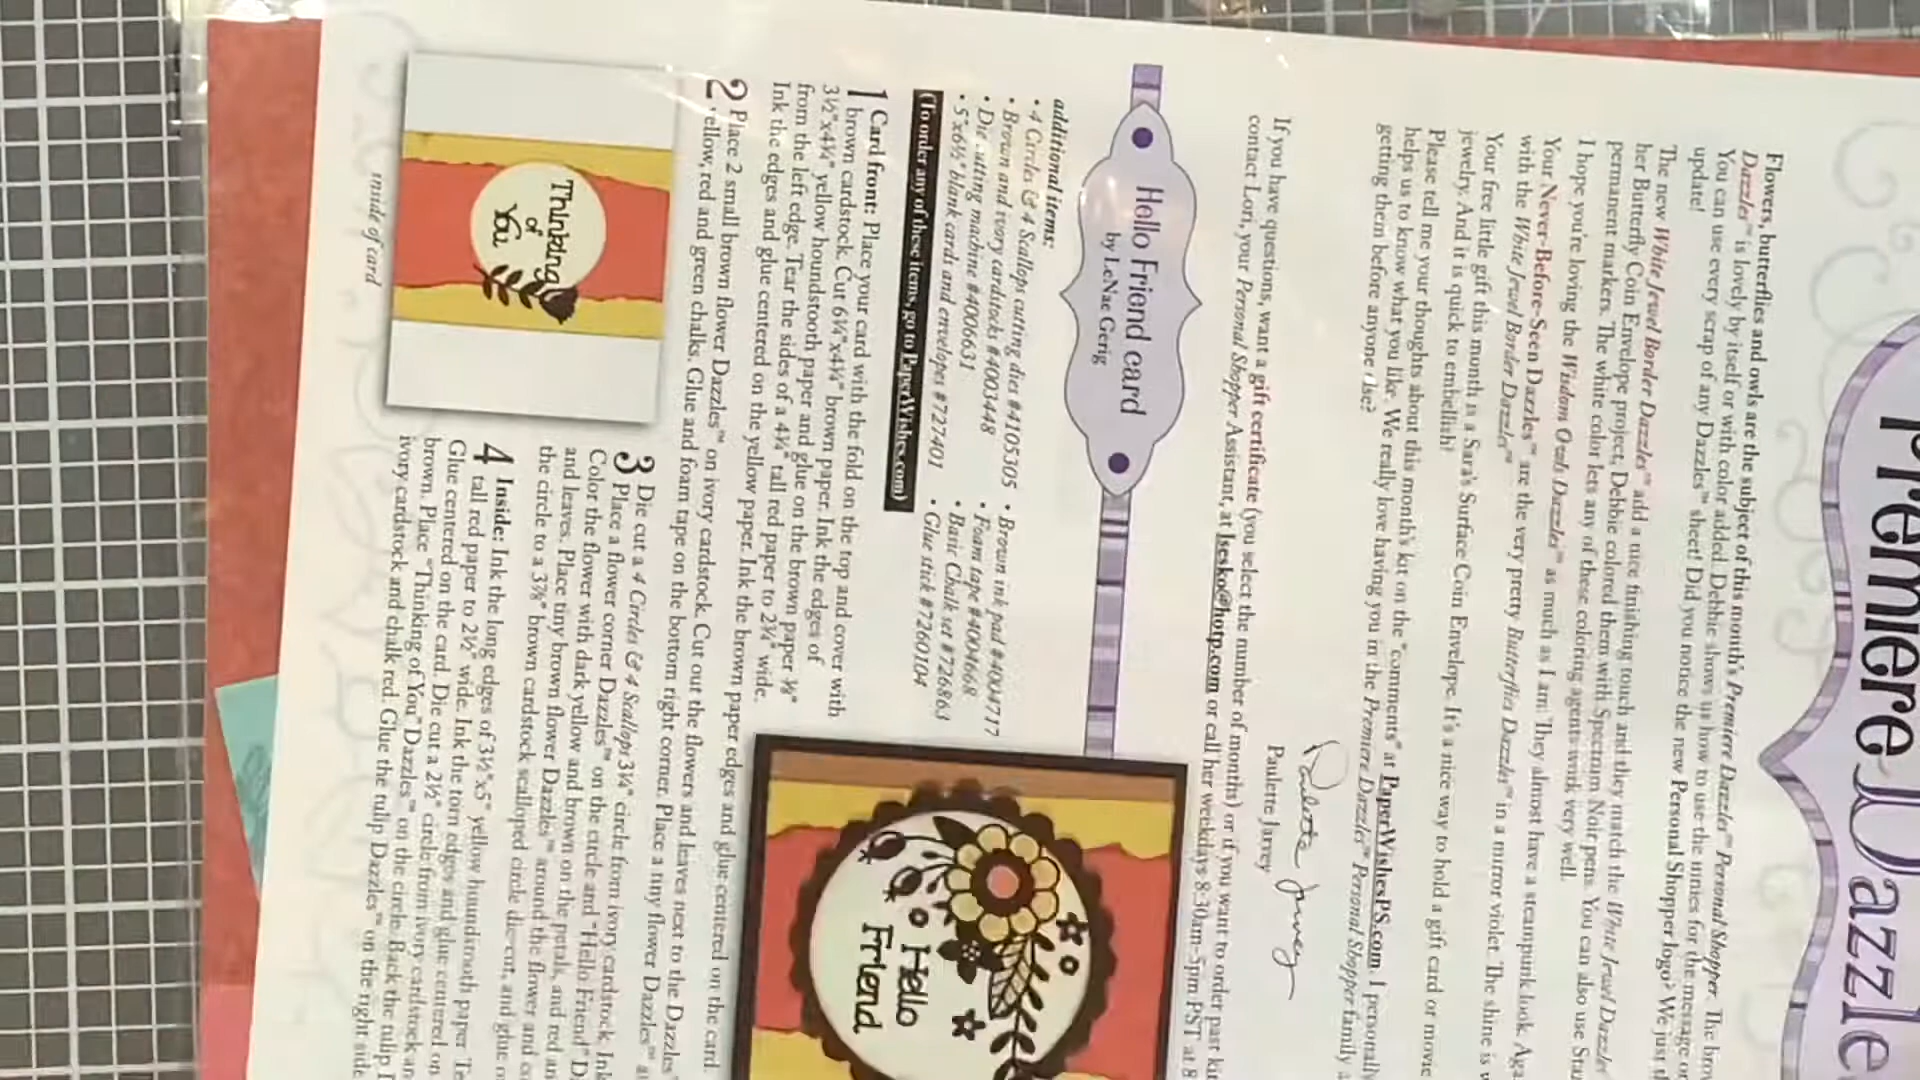 Premiere Dazzle
Flowers, butterflies and owls are the subject of this month's Premiere Dazzles™ Personal Shopper. The brow
Dazzles™ is lovely by itself or with color added. Debbie shows us how to use the minis for the message or
You can use every scrap of any Dazzles™ sheet! Did you notice the new Personal Shopper logo? We just
update!
The new White Jewel Border Dazzles™ add a nice finishing touch and they match the White Jewel Dazzles
her Butterfly Coin Envelope project, Debbie colored them with Spectrum Noir pens. You can also use Staz
permanent markers. The white color lets any of these coloring agents work very well.
I hope you're loving the Wisdom Owls Dazzles™ as much as I am. They almost have a steampunk look. Aga
Your Never-Before-Seen Dazzles™ are the very pretty Butterflies Dazzles™ in a mirror violet. The shine is
with the White Jewel Border Dazzles™
Your free little gift this month is a Sara's Surface Coin Envelope. It's a nice way to hold a gift card or movie
jewelry. And it is quick to embellish!
Please tell me your thoughts about this month's kit on the "comments" at PaperWishesPS.com. I personally
helps us to know what you like. We really love having you in the Premiere Dazzles™ Personal Shopper family
getting them before anyone else?
Paulette Jarvey
Paulette Jarvey
If you have questions, want a gift certificate (you select the number of months) or if you want to order past kit
contact Lori, your Personal Shopper Assistant, at lsesko@hotp.com or call her weekdays 8:30am-5pm PST at 8
Hello Friend card
by LeNae Gerig
additional items:
• 4 Circles & 4 Scallops cutting dies #4105305
• Brown and ivory cardstocks #4003448
• Die cutting machine #4006631
• 5"x6½" blank cards and envelopes #727401
• Brown ink pad #4004717
• Foam tape #4004668
• Basic Chalk set #726863
• Glue stick #7260104
(To order any of these items, go to PaperWishes.com)
1 Card front: Place your card with the fold on the top and cover with
brown cardstock. Cut 6¼"x4¼" brown paper. Ink the edges of
3½"x4¼" yellow houndstooth paper and glue on the brown paper ⅜"
from the left edge. Tear the sides of a 4¼" tall red paper to 2¼" wide.
Ink the edges and glue centered on the yellow paper. Ink the brown paper edges and glue centered on the card.
2 Place 2 small brown flower Dazzles™ on ivory cardstock. Cut out the flowers and leaves next to the Dazzles
yellow, red and green chalks. Glue and foam tape on the bottom right corner. Place a tiny flower Dazzles™
3 Die cut a 4 Circles & 4 Scallops 3¼" circle from ivory cardstock. Ink
Place a flower corner Dazzles™ on the circle and "Hello Friend" D
Color the flower with dark yellow and brown on the petals, and red an
and leaves. Place tiny brown flower Dazzles™ around the flower and
the circle to a 3⅞" brown cardstock scalloped circle die-cut, and glue
4 Inside: Ink the long edges of 3½"x5" yellow houndstooth paper. Te
tall red paper to 2½" wide. Ink the torn edges and glue centered on
Glue centered on the card. Die cut a 2½" circle from ivory cardstock an
brown. Place "Thinking of You" Dazzles™ on the circle. Back the tulip
ivory cardstock and chalk red. Glue the tulip Dazzles™ on the right side
Thinking
of
You
inside of card
Hello
Friend